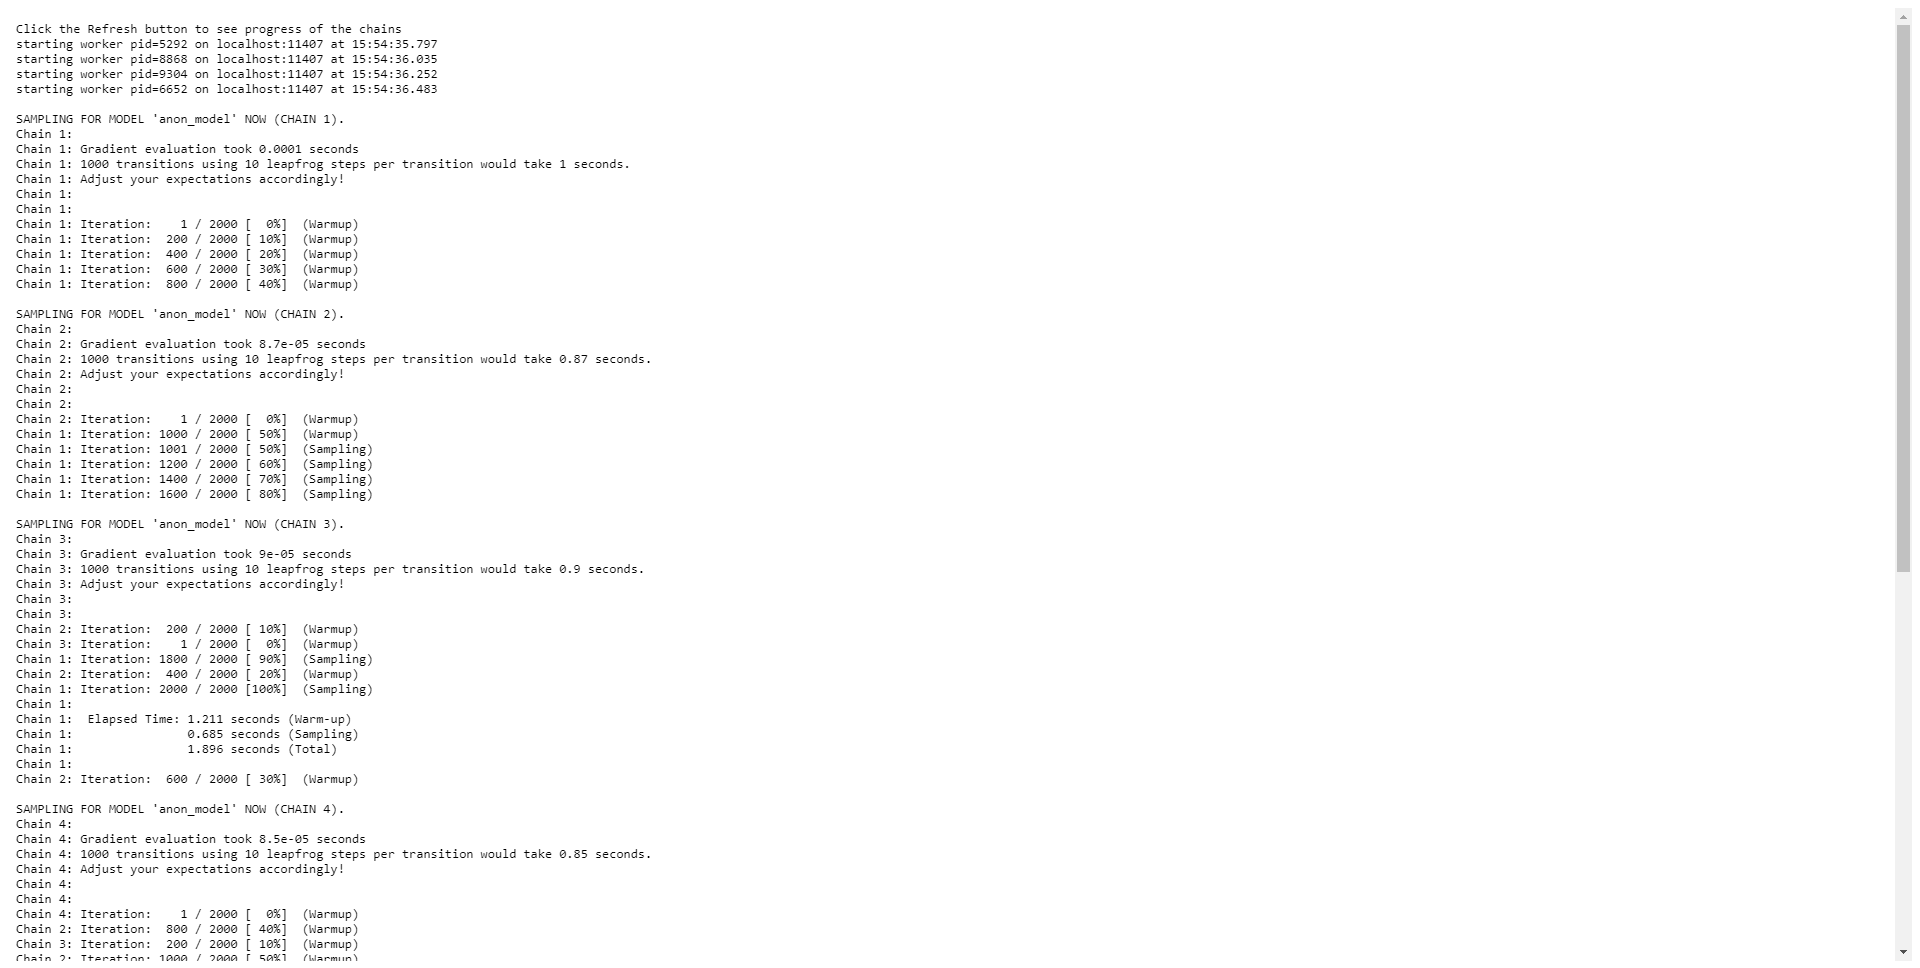 Click the Refresh button to see progress of the chains
starting worker pid=5292 on localhost:11407 at 15:54:35.797
starting worker pid=8868 on localhost:11407 at 15:54:36.035
starting worker pid=9304 on localhost:11407 at 15:54:36.252
starting worker pid=6652 on localhost:11407 at 15:54:36.483

SAMPLING FOR MODEL 'anon_model' NOW (CHAIN 1).
Chain 1:
Chain 1: Gradient evaluation took 0.0001 seconds
Chain 1: 1000 transitions using 10 leapfrog steps per transition would take 1 seconds.
Chain 1: Adjust your expectations accordingly!
Chain 1:
Chain 1:
Chain 1: Iteration:    1 / 2000 [  0%]  (Warmup)
Chain 1: Iteration:  200 / 2000 [ 10%]  (Warmup)
Chain 1: Iteration:  400 / 2000 [ 20%]  (Warmup)
Chain 1: Iteration:  600 / 2000 [ 30%]  (Warmup)
Chain 1: Iteration:  800 / 2000 [ 40%]  (Warmup)

SAMPLING FOR MODEL 'anon_model' NOW (CHAIN 2).
Chain 2:
Chain 2: Gradient evaluation took 8.7e-05 seconds
Chain 2: 1000 transitions using 10 leapfrog steps per transition would take 0.87 seconds.
Chain 2: Adjust your expectations accordingly!
Chain 2:
Chain 2:
Chain 2: Iteration:    1 / 2000 [  0%]  (Warmup)
Chain 1: Iteration: 1000 / 2000 [ 50%]  (Warmup)
Chain 1: Iteration: 1001 / 2000 [ 50%]  (Sampling)
Chain 1: Iteration: 1200 / 2000 [ 60%]  (Sampling)
Chain 1: Iteration: 1400 / 2000 [ 70%]  (Sampling)
Chain 1: Iteration: 1600 / 2000 [ 80%]  (Sampling)

SAMPLING FOR MODEL 'anon_model' NOW (CHAIN 3).
Chain 3:
Chain 3: Gradient evaluation took 9e-05 seconds
Chain 3: 1000 transitions using 10 leapfrog steps per transition would take 0.9 seconds.
Chain 3: Adjust your expectations accordingly!
Chain 3:
Chain 3:
Chain 2: Iteration:  200 / 2000 [ 10%]  (Warmup)
Chain 3: Iteration:    1 / 2000 [  0%]  (Warmup)
Chain 1: Iteration: 1800 / 2000 [ 90%]  (Sampling)
Chain 2: Iteration:  400 / 2000 [ 20%]  (Warmup)
Chain 1: Iteration: 2000 / 2000 [100%]  (Sampling)
Chain 1:
Chain 1:  Elapsed Time: 1.211 seconds (Warm-up)
Chain 1:                0.685 seconds (Sampling)
Chain 1:                1.896 seconds (Total)
Chain 1:
Chain 2: Iteration:  600 / 2000 [ 30%]  (Warmup)

SAMPLING FOR MODEL 'anon_model' NOW (CHAIN 4).
Chain 4:
Chain 4: Gradient evaluation took 8.5e-05 seconds
Chain 4: 1000 transitions using 10 leapfrog steps per transition would take 0.85 seconds.
Chain 4: Adjust your expectations accordingly!
Chain 4:
Chain 4:
Chain 4: Iteration:    1 / 2000 [  0%]  (Warmup)
Chain 2: Iteration:  800 / 2000 [ 40%]  (Warmup)
Chain 3: Iteration:  200 / 2000 [ 10%]  (Warmup)
Chain 2: Iteration: 1000 / 2000 [ 50%]  (Warmup)